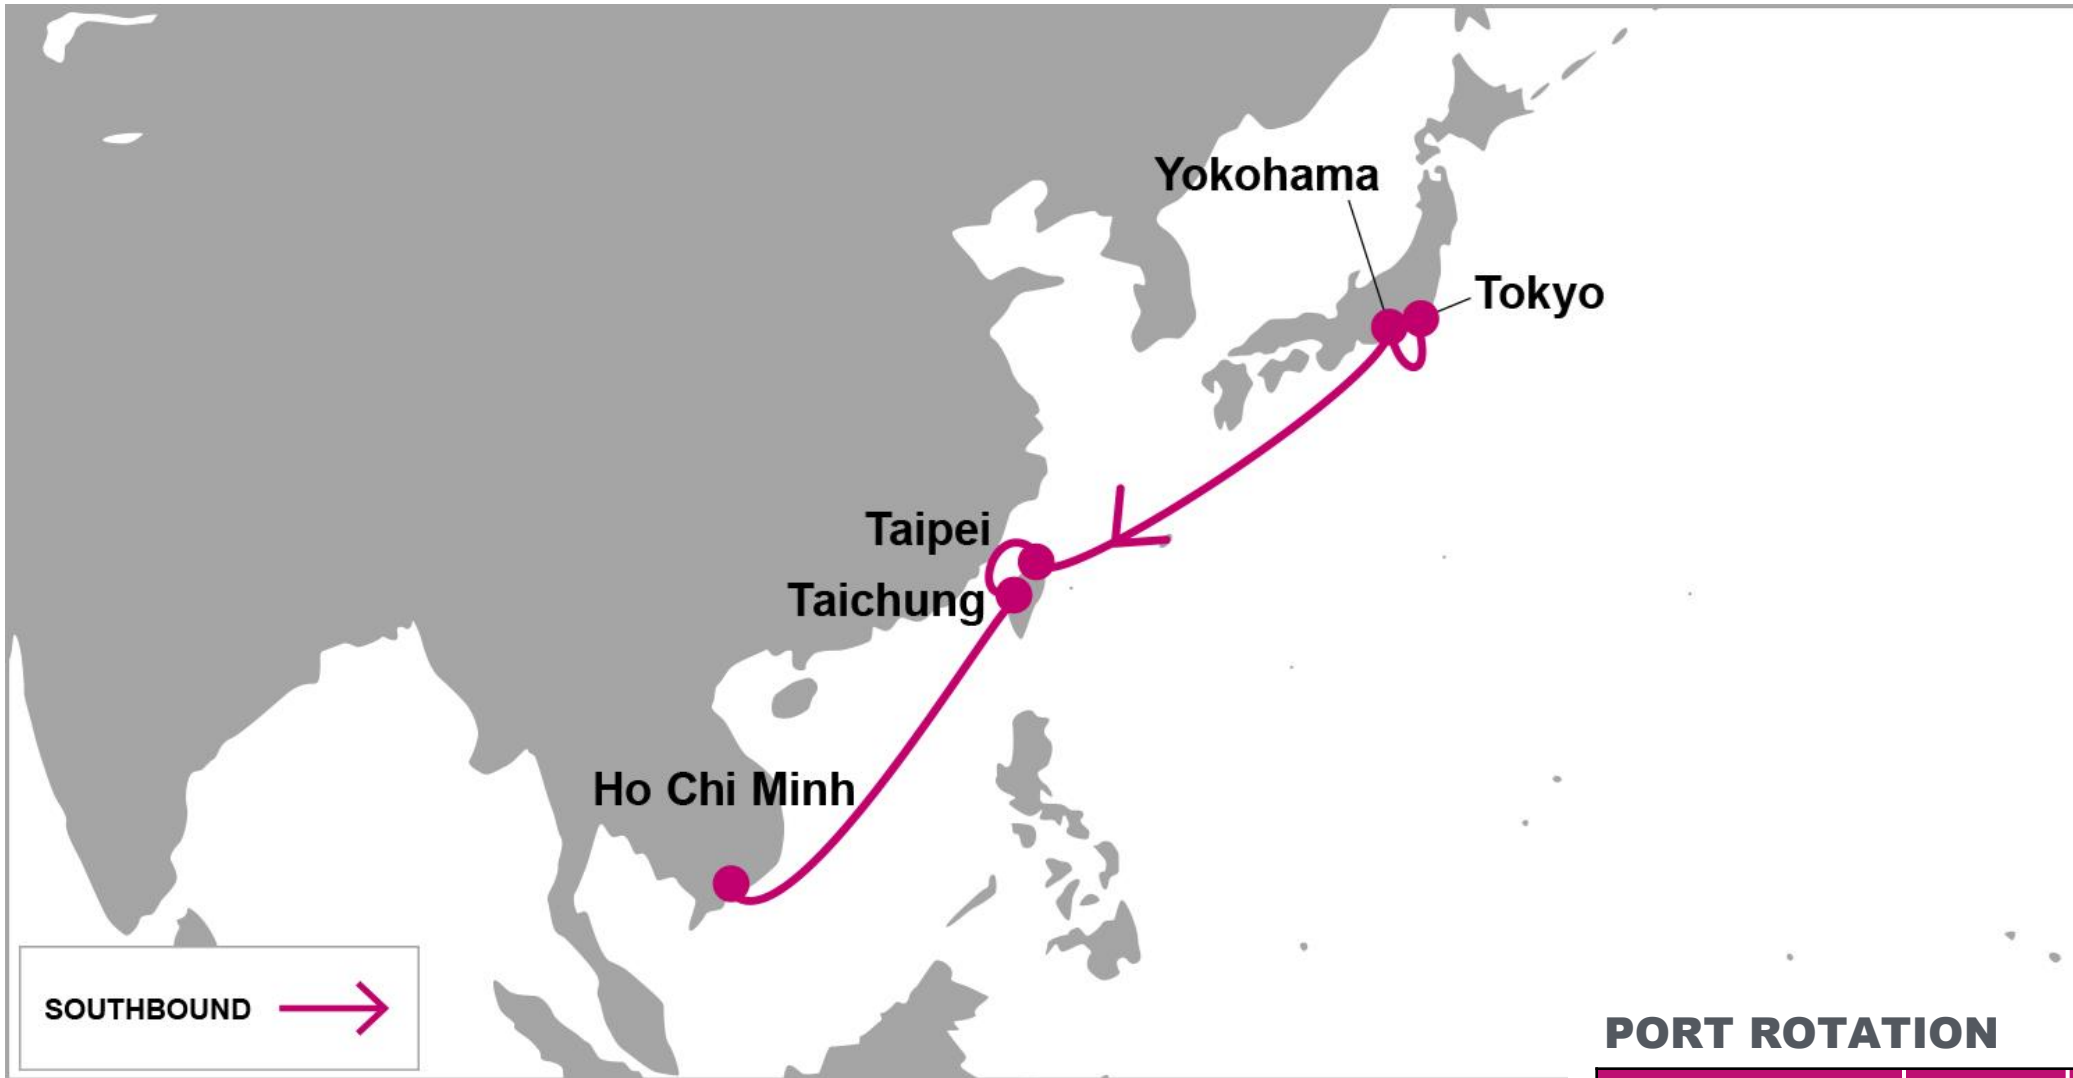 Yokohama
Tokyo
Taipei
Taichung
Ho Chi Minh
SOUTHBOUND
PORT ROTATION